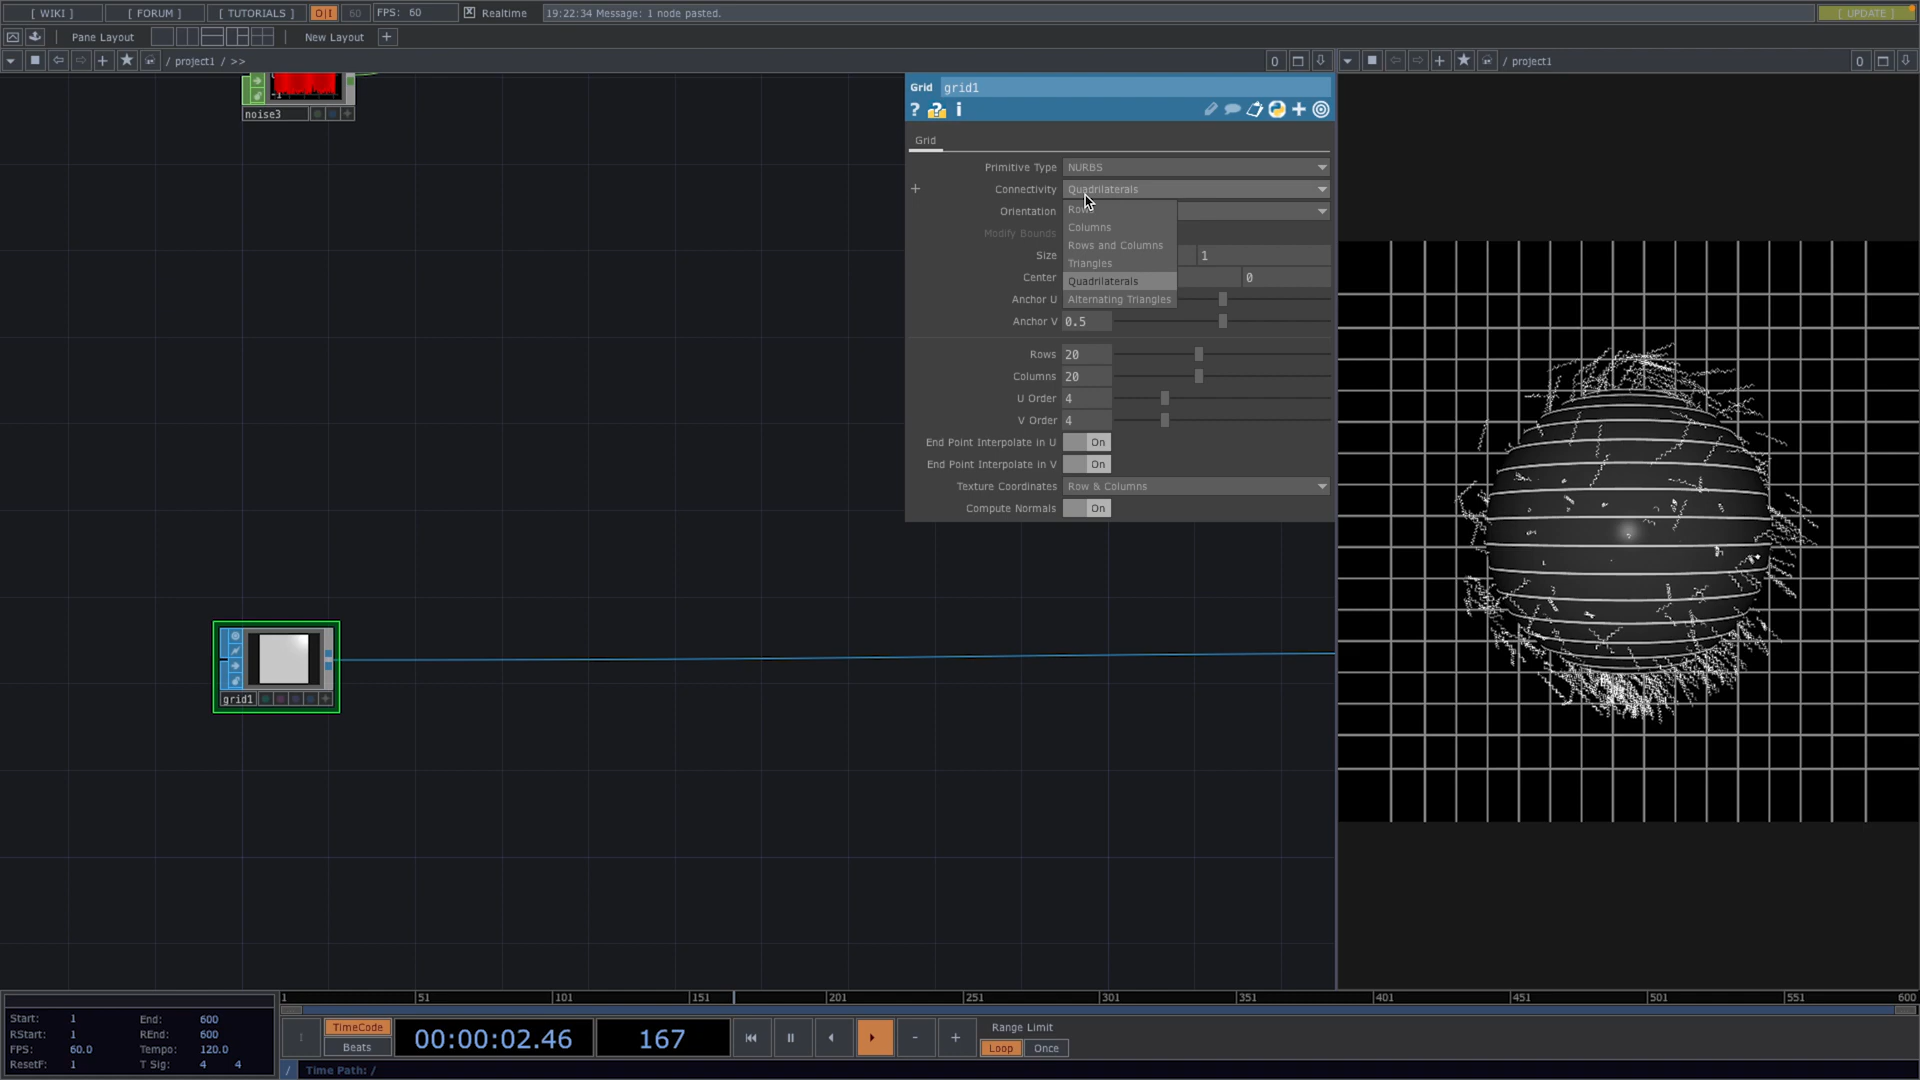 [ WIKI ] [ FORUM ] [ TUTORIALS ] O|I 60 FPS: 60 Realtime 19:22:34 Message: 1 node pasted. [ UPDATE ]
Pane Layout New Layout +
/ project1 / >> 0 / project1 0
Grid grid1
? ? i
-1
noise3
Grid
Primitive Type NURBS
+ Connectivity Quadrilaterals
Orientation
Rows
Columns
Modify Bounds
Rows and Columns
Size 1
Triangles
Center 0
Quadrilaterals
Anchor U
Alternating Triangles
Anchor V 0.5
Rows 20
Columns 20
U Order 4
V Order 4
End Point Interpolate in U On
End Point Interpolate in V On
Texture Coordinates Row & Columns
Compute Normals On
grid1
1 51 101 151 201 251 301 351 401 451 501 551 600
Start: 1 End: 600
RStart: 1 REnd: 600
FPS: 60.0 Tempo: 120.0
ResetF: 1 T Sig: 4 4
TimeCode
Beats
00:00:02.46 167
- +
Range Limit
Loop Once
/ Time Path: /